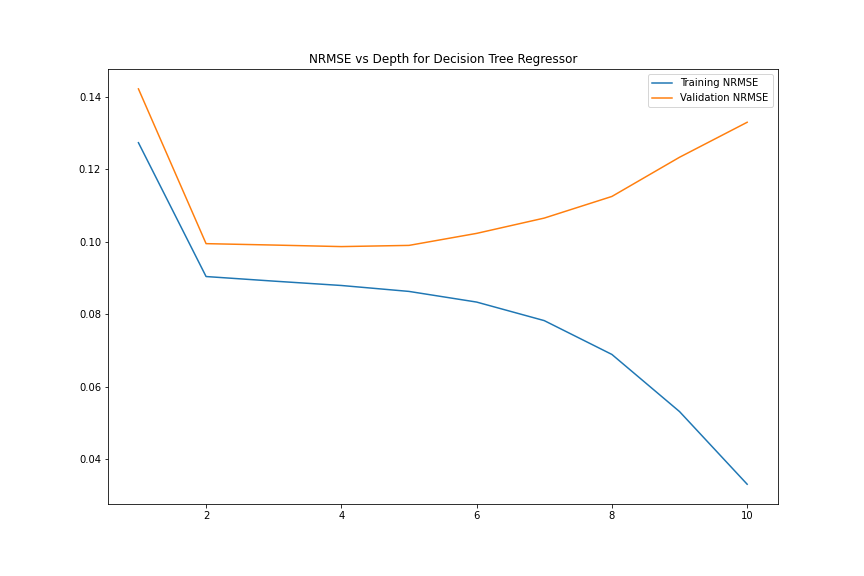 NRMSE vs Depth for Decision Tree Regressor
Training NRMSE
Validation NRMSE
0.14
0.12
0.10
0.08
0.06
0.04
2 4 6 8 10